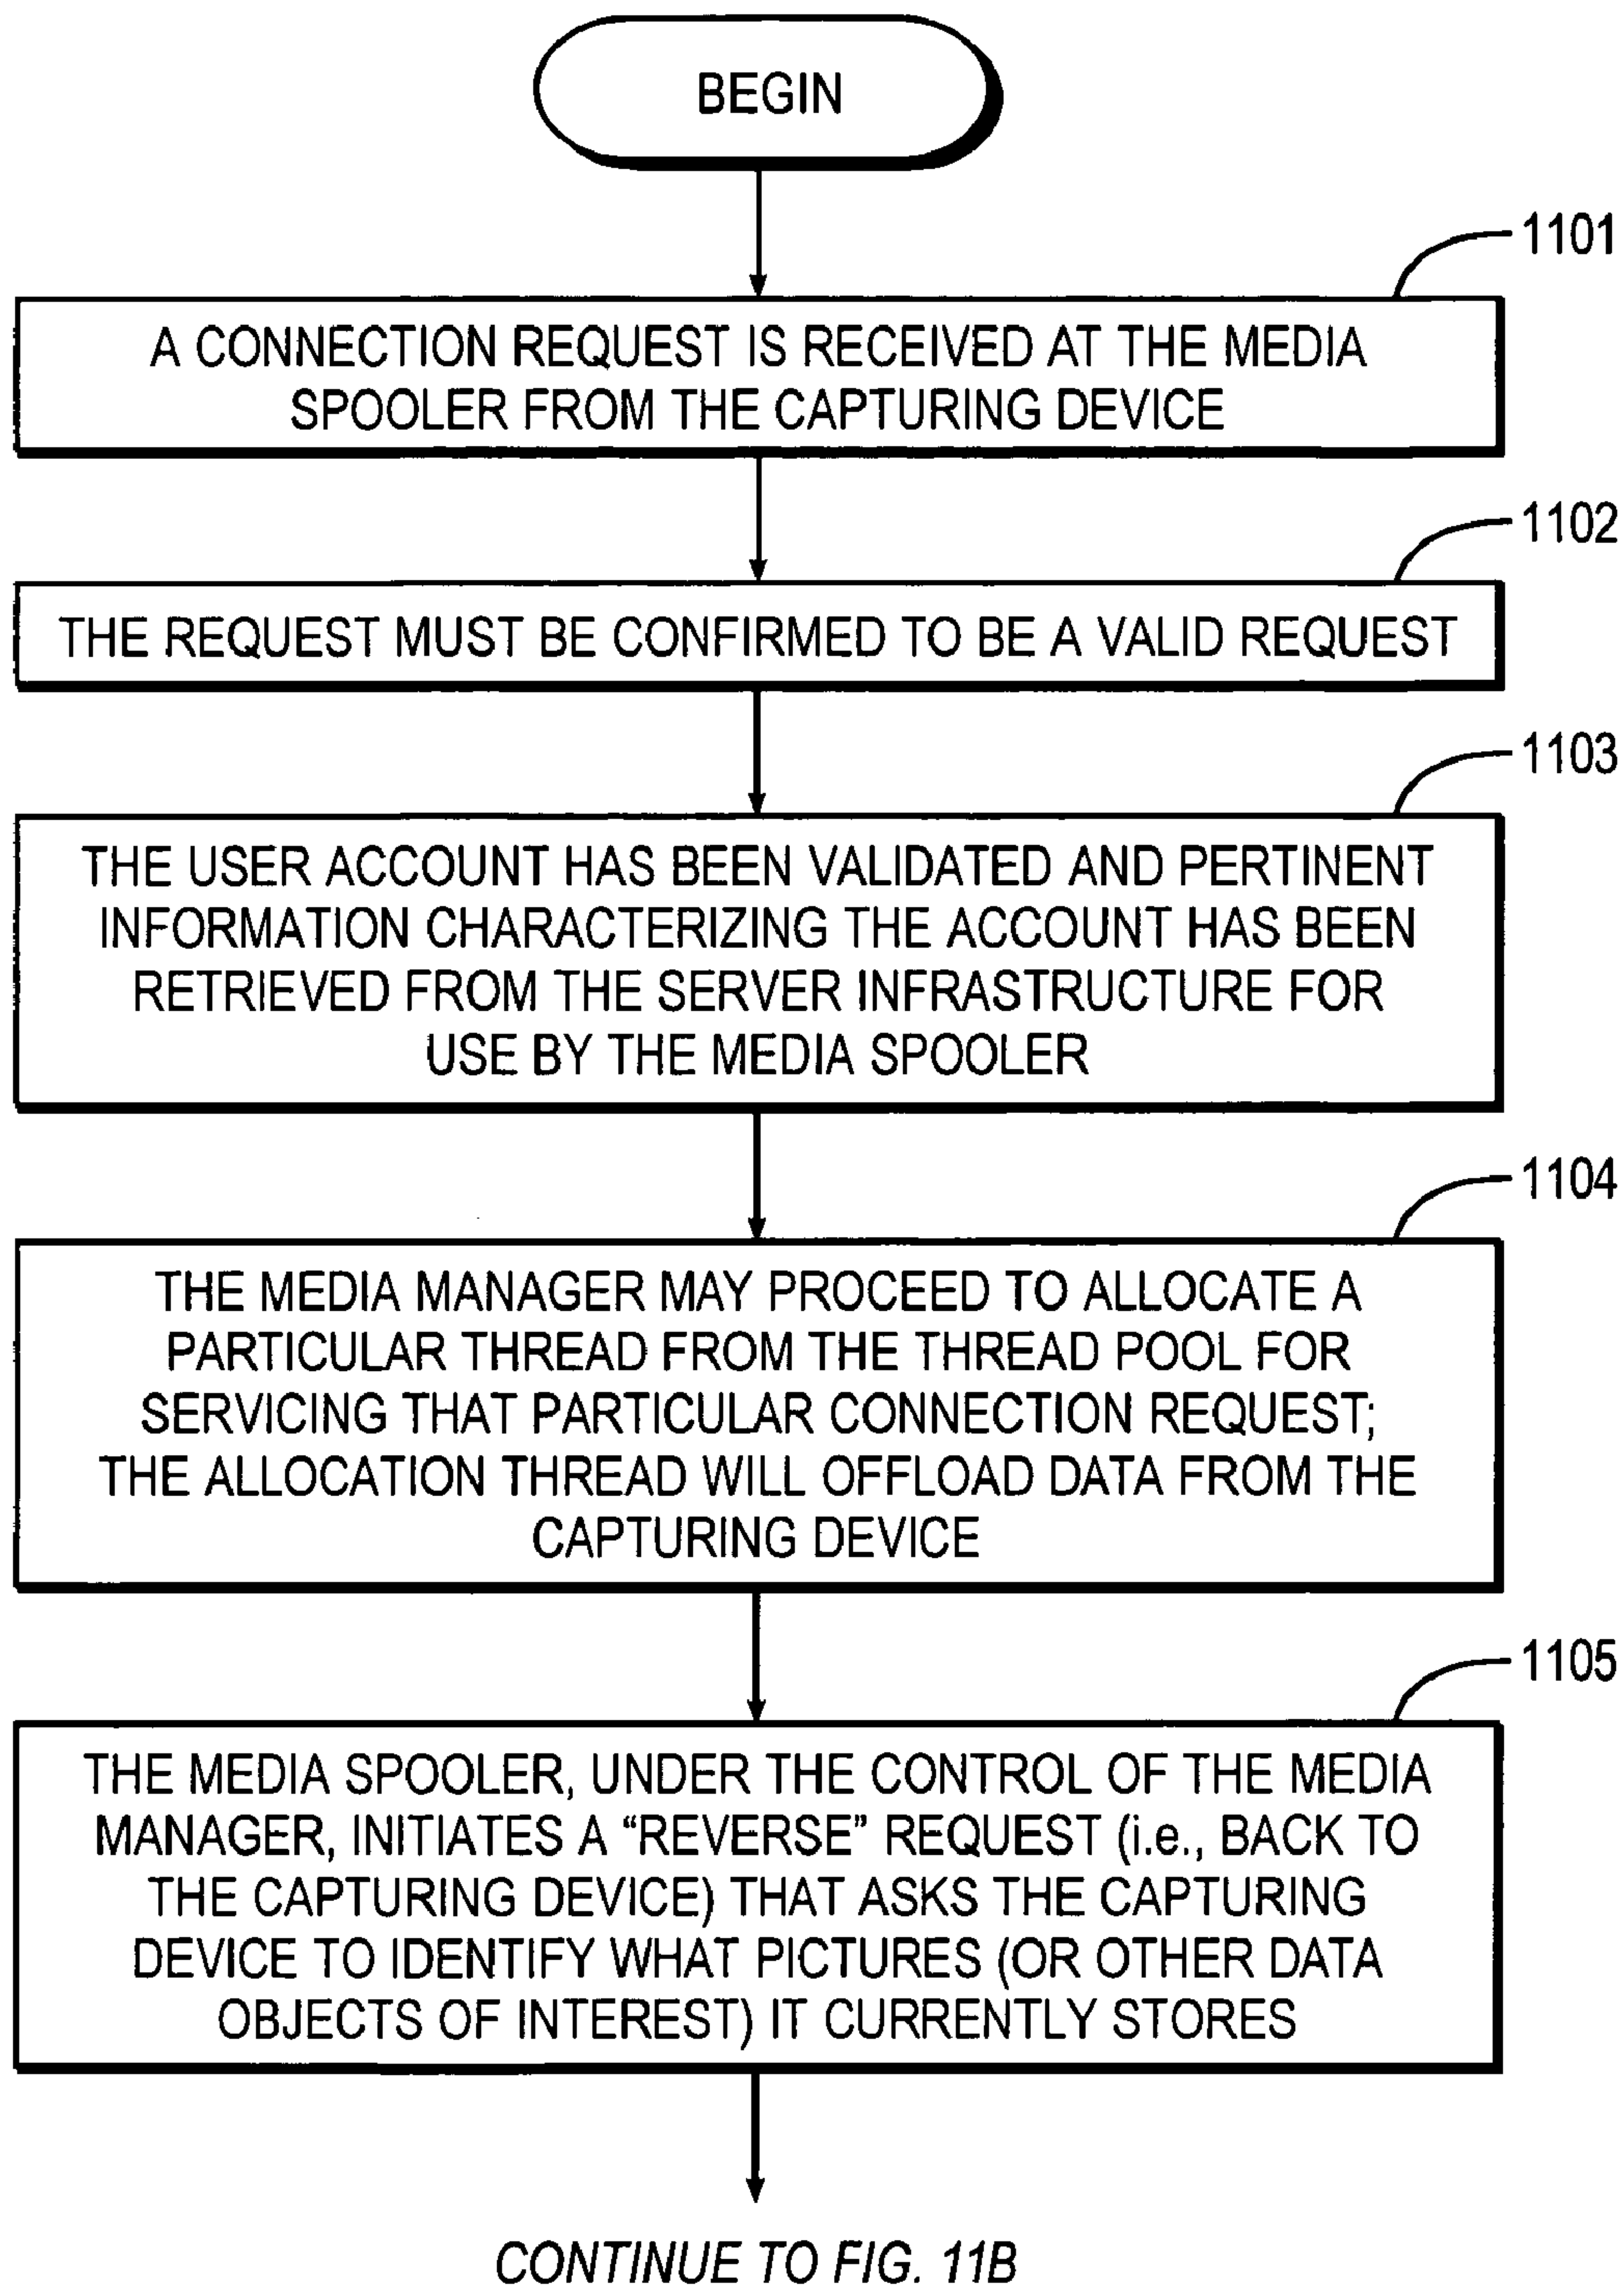 BEGIN
1101
A CONNECTION REQUEST IS RECEIVED AT THE MEDIA
SPOOLER FROM THE CAPTURING DEVICE
1102
THE REQUEST MUST BE CONFIRMED TO BE A VALID REQUEST
1103
THE USER ACCOUNT HAS BEEN VALIDATED AND PERTINENT
INFORMATION CHARACTERIZING THE ACCOUNT HAS BEEN
RETRIEVED FROM THE SERVER INFRASTRUCTURE FOR
USE BY THE MEDIA SPOOLER
1104
THE MEDIA MANAGER MAY PROCEED TO ALLOCATE A
PARTICULAR THREAD FROM THE THREAD POOL FOR
SERVICING THAT PARTICULAR CONNECTION REQUEST;
THE ALLOCATION THREAD WILL OFFLOAD DATA FROM THE
CAPTURING DEVICE
1105
THE MEDIA SPOOLER, UNDER THE CONTROL OF THE MEDIA
MANAGER, INITIATES A “REVERSE” REQUEST (i.e., BACK TO
THE CAPTURING DEVICE) THAT ASKS THE CAPTURING
DEVICE TO IDENTIFY WHAT PICTURES (OR OTHER DATA
OBJECTS OF INTEREST) IT CURRENTLY STORES
CONTINUE TO FIG. 11B